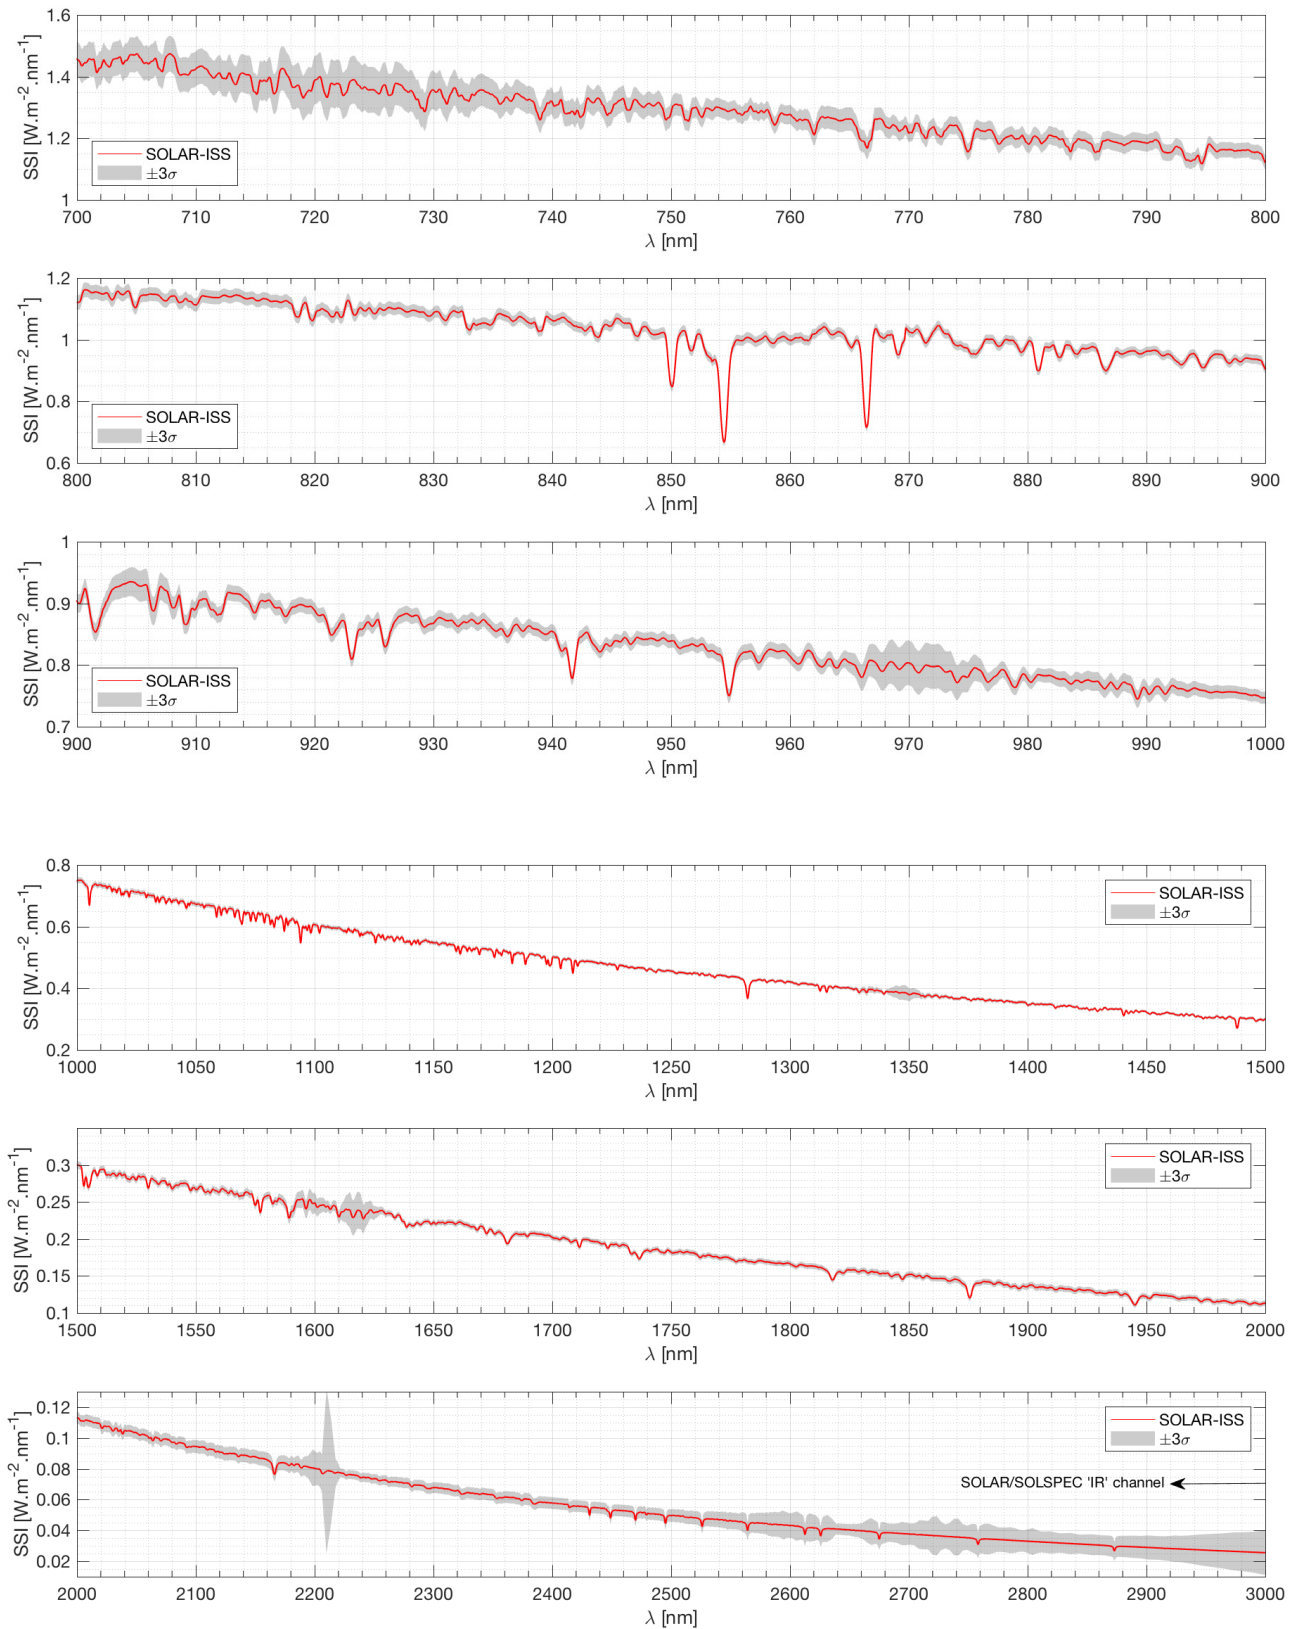 1.6
1.4
1.2
1
SSI [W.m-2.nm-1]
SOLAR-ISS
±3σ
700 710 720 730 740 750 760 770 780 790 800
λ [nm]
1.2
1
0.8
0.6
SSI [W.m-2.nm-1]
SOLAR-ISS
±3σ
800 810 820 830 840 850 860 870 880 890 900
λ [nm]
1
0.9
0.8
0.7
SSI [W.m-2.nm-1]
SOLAR-ISS
±3σ
900 910 920 930 940 950 960 970 980 990 1000
λ [nm]
0.8
0.6
0.4
0.2
SSI [W.m-2.nm-1]
SOLAR-ISS
±3σ
1000 1050 1100 1150 1200 1250 1300 1350 1400 1450 1500
λ [nm]
0.3
0.25
0.2
0.15
0.1
SSI [W.m-2.nm-1]
SOLAR-ISS
±3σ
1500 1550 1600 1650 1700 1750 1800 1850 1900 1950 2000
λ [nm]
0.12
0.1
0.08
0.06
0.04
0.02
SSI [W.m-2.nm-1]
SOLAR-ISS
±3σ
SOLAR/SOLSPEC 'IR' channel
2000 2100 2200 2300 2400 2500 2600 2700 2800 2900 3000
λ [nm]